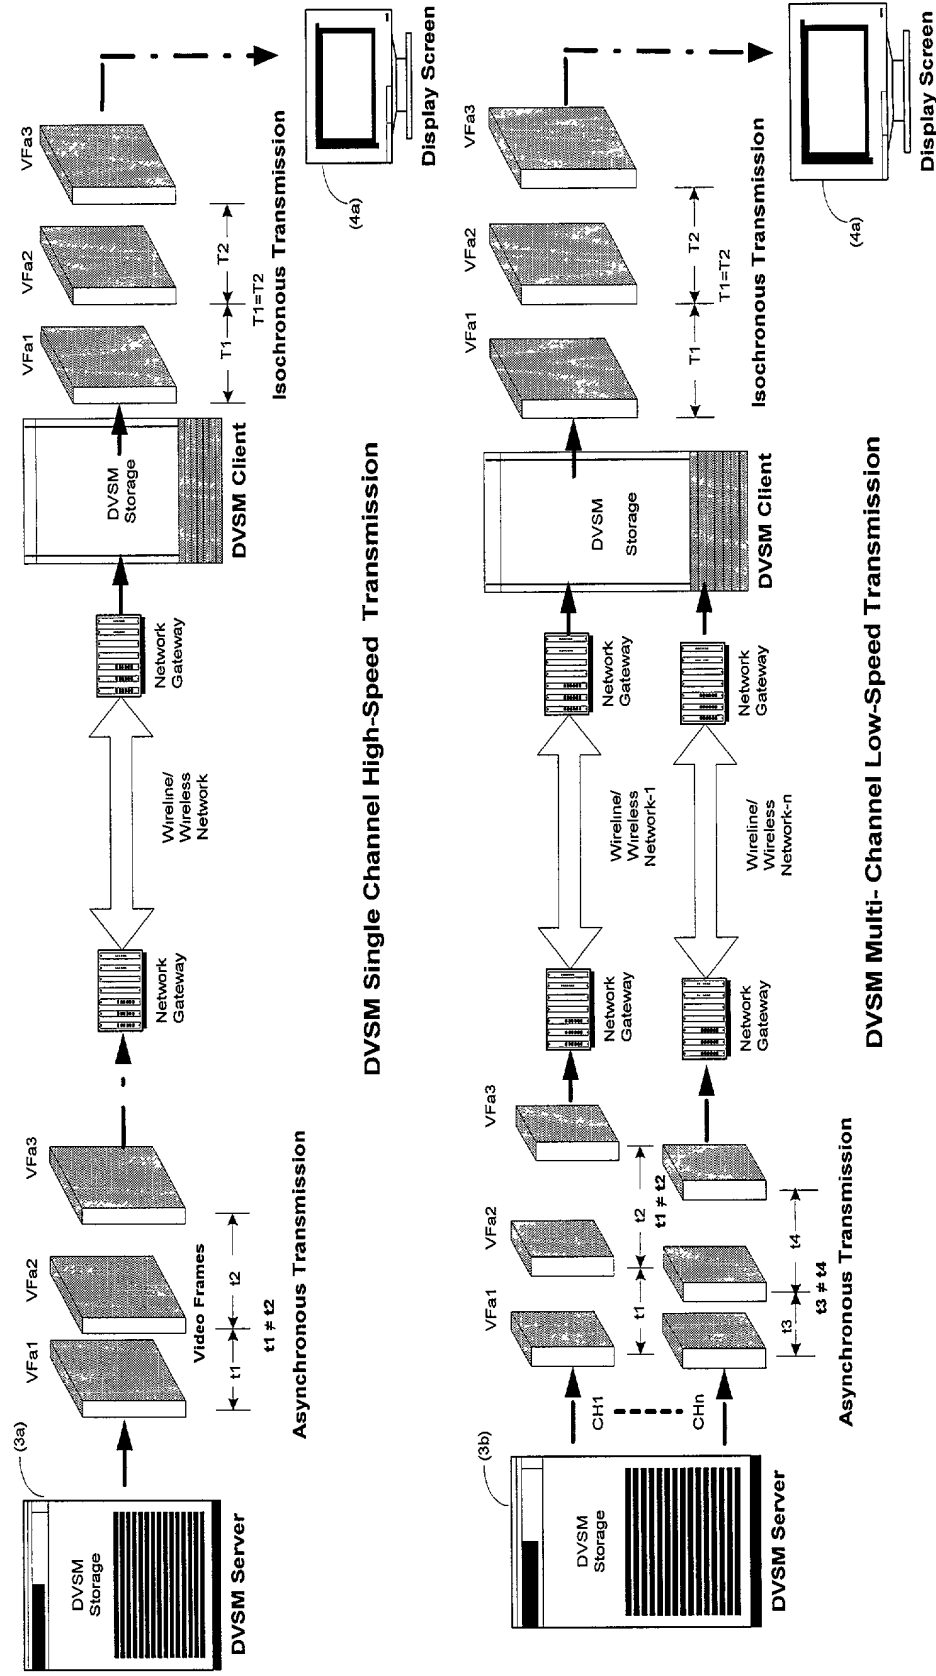 (3a)
DVSM
Storage
DVSM Server
VFa1
VFa2
VFa3
Video Frames
t1
t2
t1 ≠ t2
Asynchronous Transmission
Network
Gateway
Wireline/
Wireless
Network
Network
Gateway
DVSM
Storage
DVSM Client
VFa1
VFa2
VFa3
T1
T2
T1=T2
Isochronous Transmission
(4a)
Display Screen
DVSM Single Channel High-Speed Transmission
(3b)
DVSM
Storage
DVSM Server
CH1
CHn
VFa1
VFa2
VFa3
t1
t2
t1 ≠ t2
t3
t4
t3 ≠ t4
Asynchronous Transmission
Network
Gateway
Network
Gateway
Wireline/
Wireless
Network-1
Wireline/
Wireless
Network-n
Network
Gateway
Network
Gateway
DVSM
Storage
DVSM Client
VFa1
VFa2
VFa3
T1
T2
T1=T2
Isochronous Transmission
(4a)
Display Screen
DVSM Multi- Channel Low-Speed Transmission